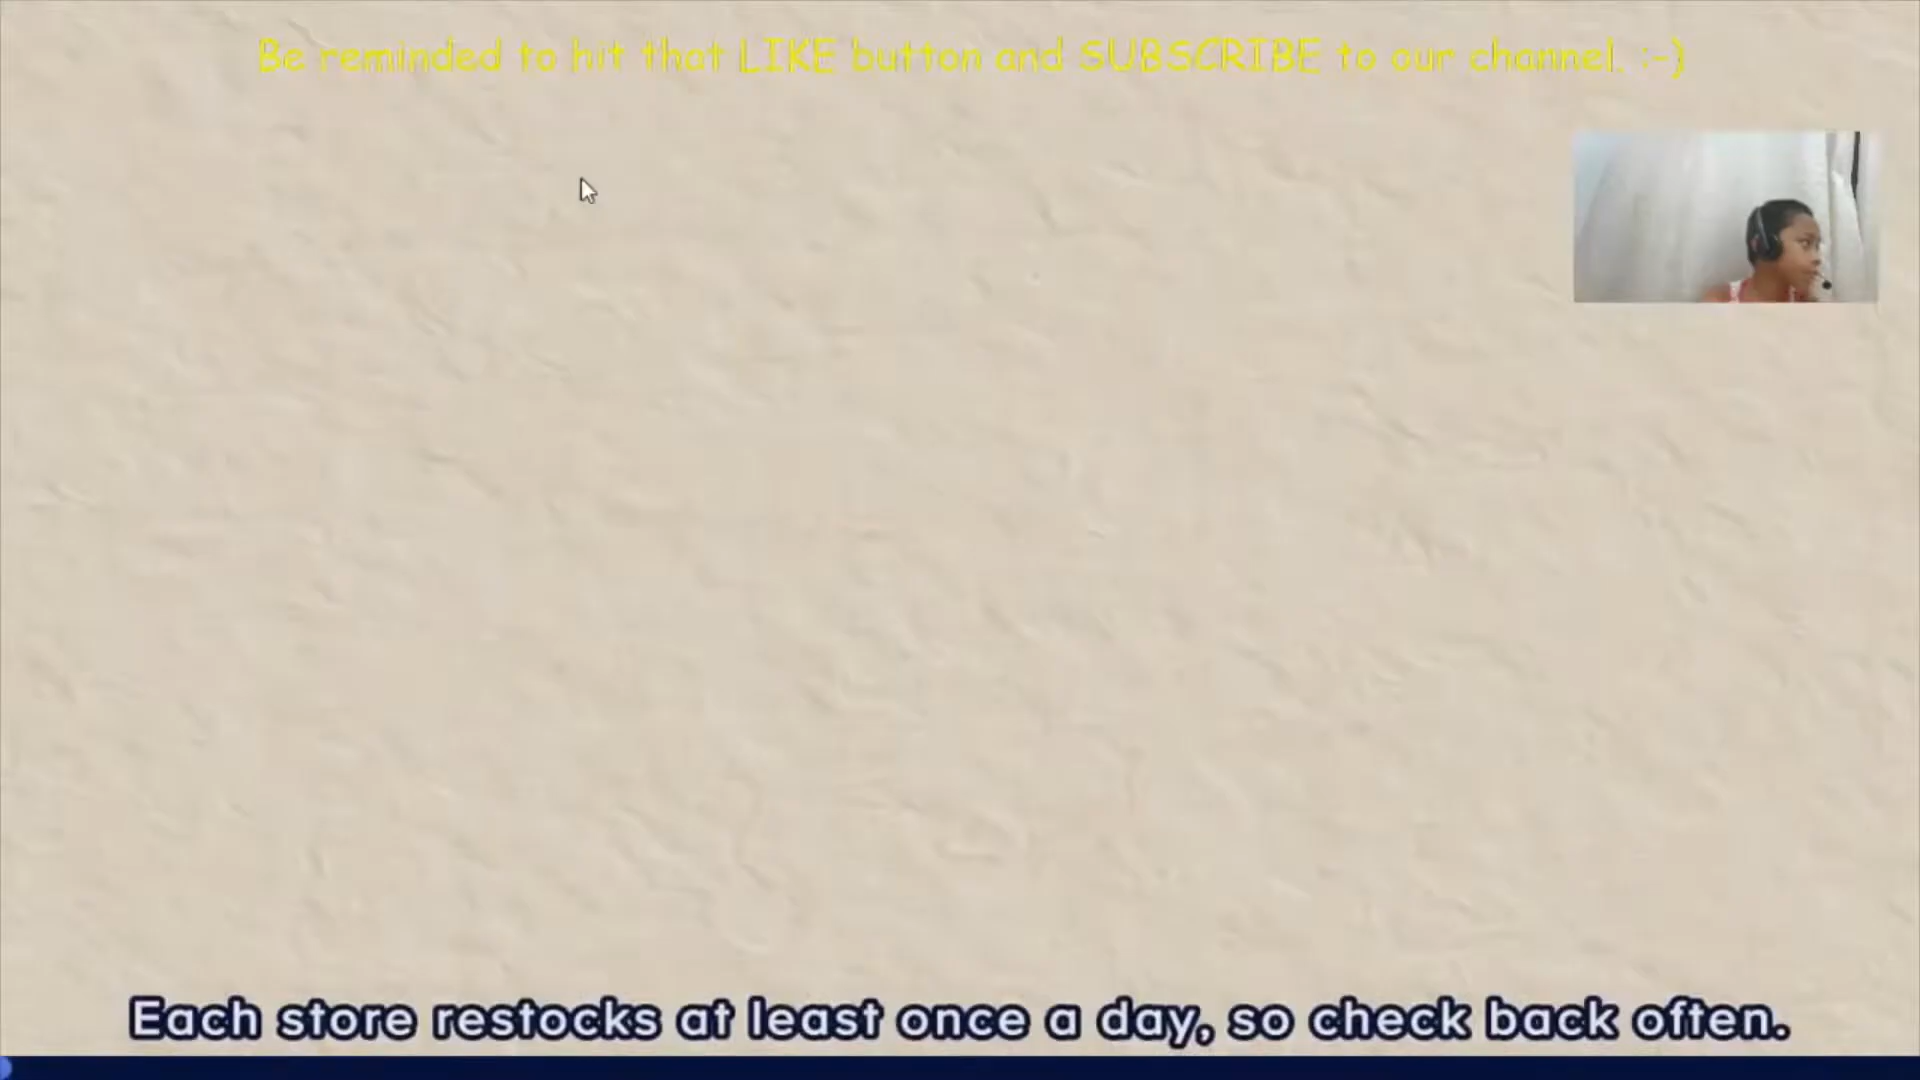 Be reminded to hit that LIKE button and SUBSCRIBE to our channel. :-}
Each store restocks at least once a day, so check back often.